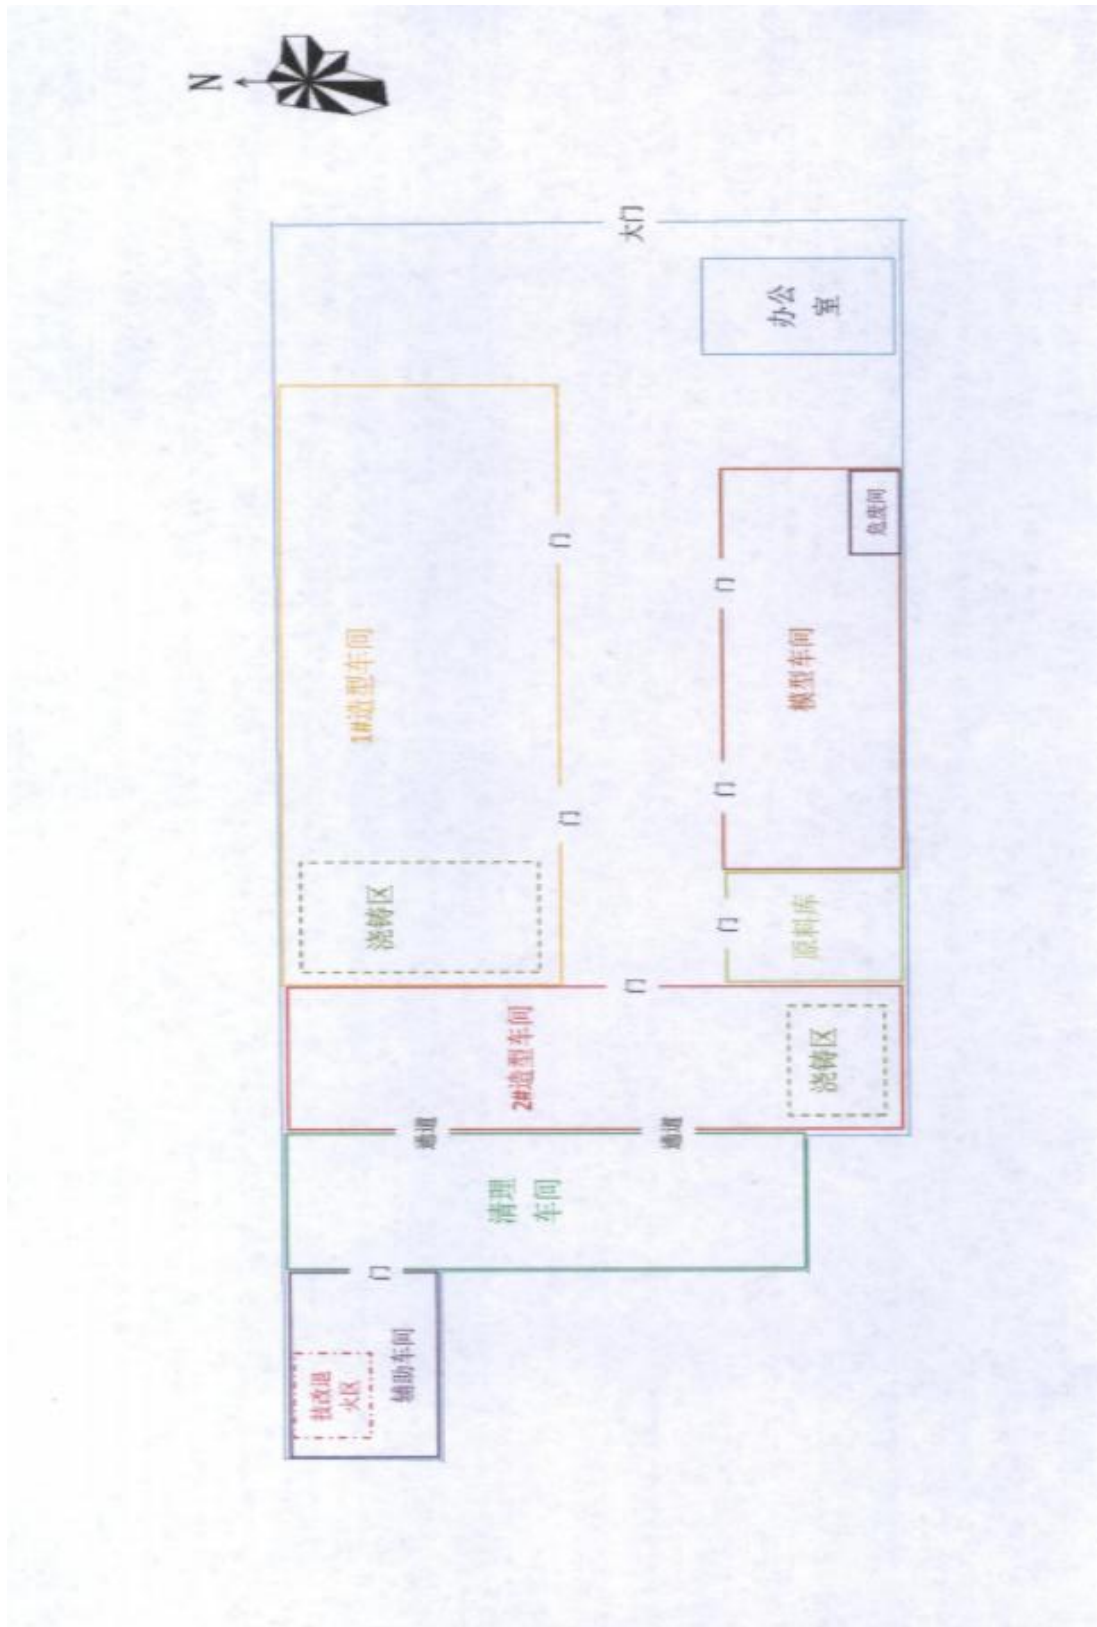 N
大门
办公
室
危废间
门
门
1#造型车间
模型车间
门
门
浇铸区
门
原料库
门
2#造型车间
浇铸区
通道
通道
清理
车间
门
技改退
火区
辅助车间